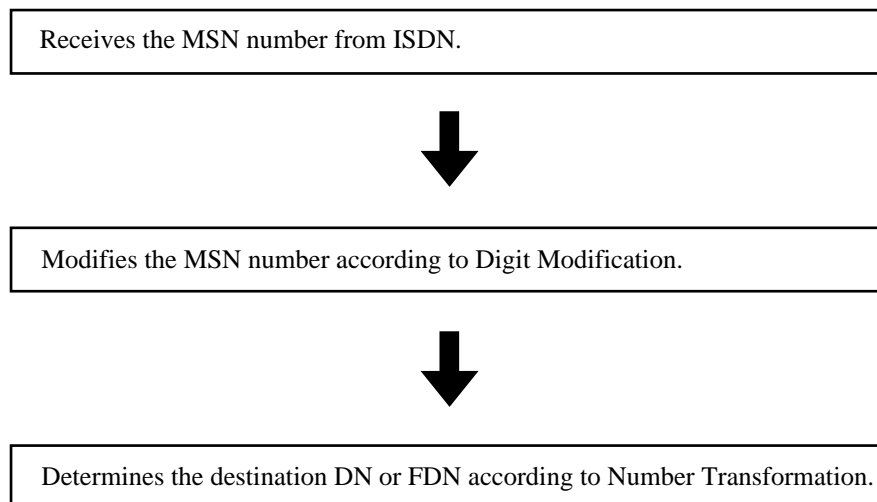 Receives the MSN number from ISDN.
Modifies the MSN number according to Digit Modification.
Determines the destination DN or FDN according to Number Transformation.